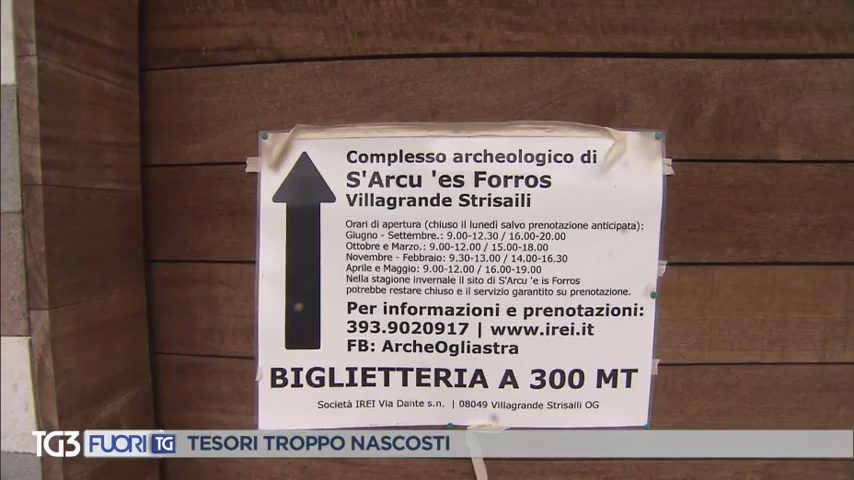 Complesso archeologico di
S'Arcu 'es Forros
Villagrande Strisaili
Orari di apertura (chiuso il lunedì salvo prenotazione anticipata):
Giugno - Settembre.: 9.00-12.30 / 16.00-20.00
Ottobre e Marzo.: 9.00-12.00 / 15.00-18.00
Novembre - Febbraio: 9.30-13.00 / 14.00-16.30
Aprile e Maggio: 9.00-12.00 / 16.00-19.00
Nella stagione invernale il sito di S'Arcu 'e is Forros
potrebbe restare chiuso e il servizio garantito su prenotazione.
Per informazioni e prenotazioni:
393.9020917 | www.irei.it
FB: ArcheOgliastra
BIGLIETTERIA A 300 MT
Società IREI Via Dante s.n. | 08049 Villagrande Strisaili OG
TG3 FUORI TG TESORI TROPPO NASCOSTI